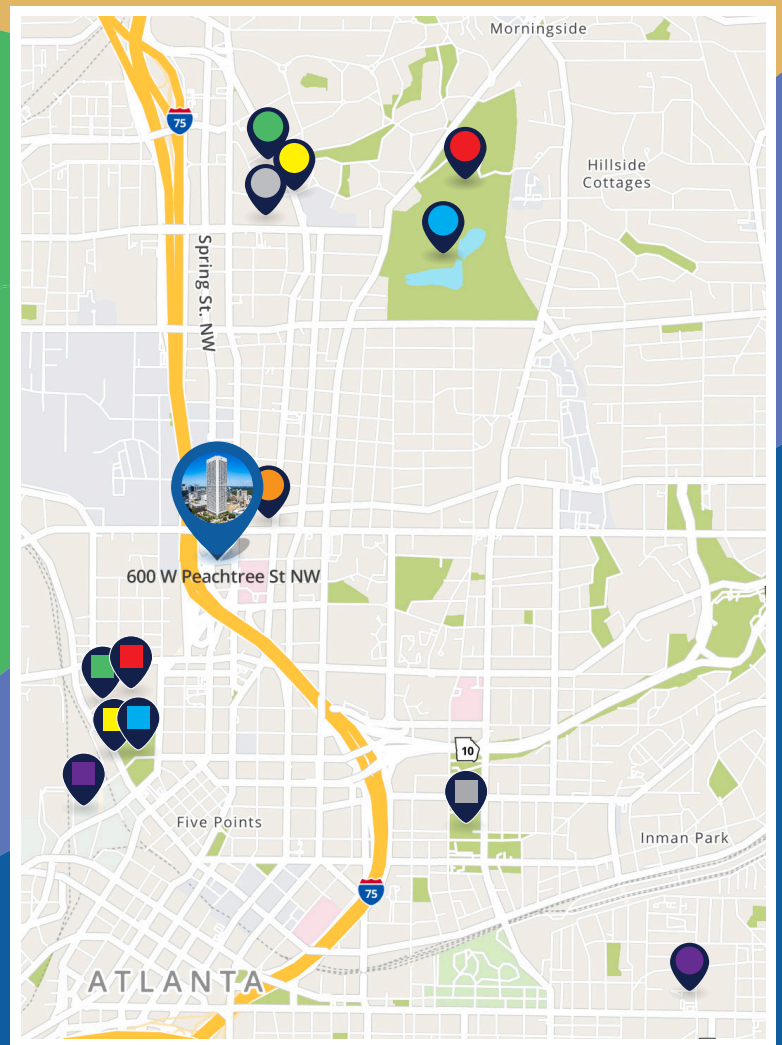 Morningside
75
Hillside
Cottages
Spring St. NW
600 W Peachtree St NW
10
Five Points
Inman Park
75
ATLANTA